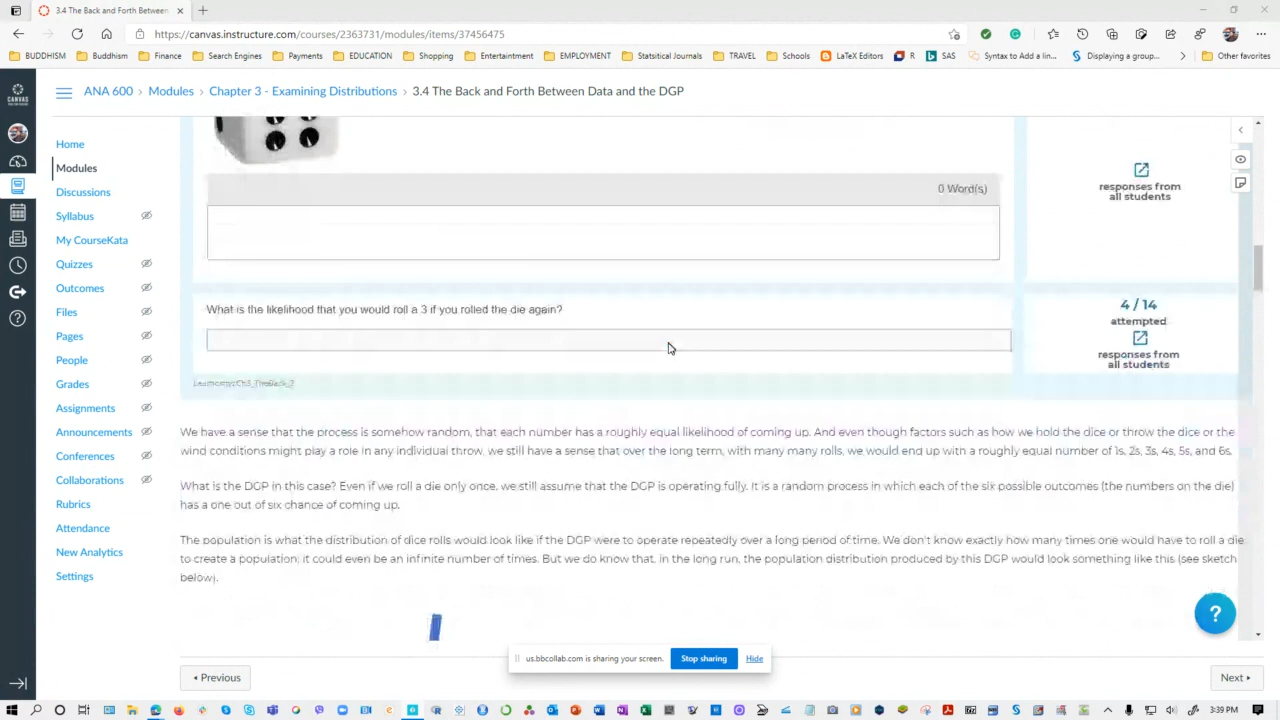 3.4 The Back and Forth Between
https://canvas.instructure.com/courses/2363731/modules/items/37456475
BUDDHISM Buddhism Finance Search Engines Payments EDUCATION Shopping Entertainment EMPLOYMENT Statsitical Journals TRAVEL Schools LaTeX Editors R SAS Syntax to Add a lin... Displaying a group... Other favorites
CANVAS
ANA 600 › Modules › Chapter 3 - Examining Distributions › 3.4 The Back and Forth Between Data and the DGP
Home
Modules
Discussions
Syllabus
My CourseKata
Quizzes
Outcomes
Files
Pages
People
Grades
Assignments
Announcements
Conferences
Collaborations
Rubrics
Attendance
New Analytics
Settings
0 Word(s)
responses from
all students
What is the likelihood that you would roll a 3 if you rolled the die again?
4 / 14
attempted
responses from
all students
We have a sense that the process is somehow random, that each number has a roughly equal likelihood of coming up. And even though factors such as how we hold the dice or throw the dice or the
wind conditions might play a role in any individual throw, we still have a sense that over the long term, with many many rolls, we would end up with a roughly equal number of 1s, 2s, 3s, 4s, 5s, and 6s.
What is the DGP in this case? Even if we roll a die only once, we still assume that the DGP is operating fully. It is a random process in which each of the six possible outcomes (the numbers on the die)
has a one out of six chance of coming up.
The population is what the distribution of dice rolls would look like if the DGP were to operate repeatedly over a long period of time. We don't know exactly how many times one would have to roll a die
to create a population; it could even be an infinite number of times. But we do know that, in the long run, the population distribution produced by this DGP would look something like this (see sketch
below).
?
us.bbcollab.com is sharing your screen. Stop sharing Hide
Previous
Next
3:39 PM